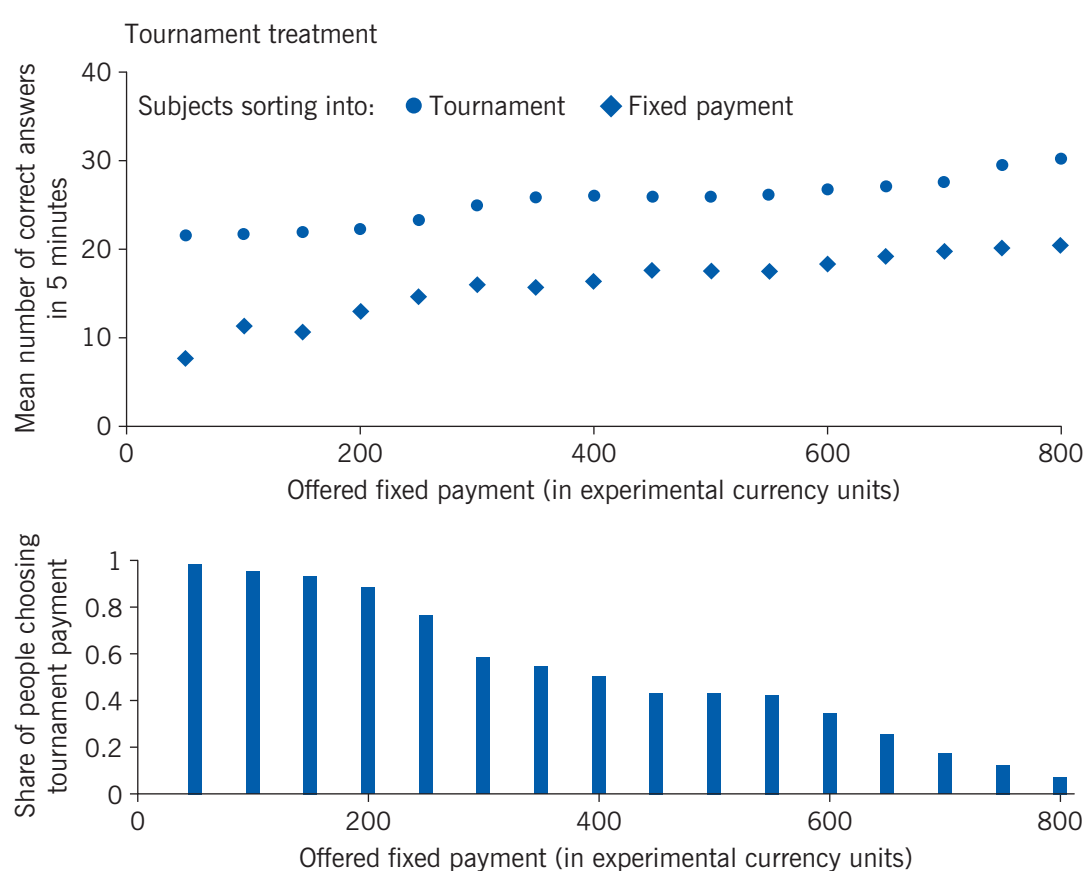 Tournament treatment
Mean number of correct answers
in 5 minutes
40
30
20
10
0
Subjects sorting into: Tournament Fixed payment
0 200 400 600 800
Offered fixed payment (in experimental currency units)
Share of people choosing
tournament payment
1
0.8
0.6
0.4
0.2
0
0 200 400 600 800
Offered fixed payment (in experimental currency units)